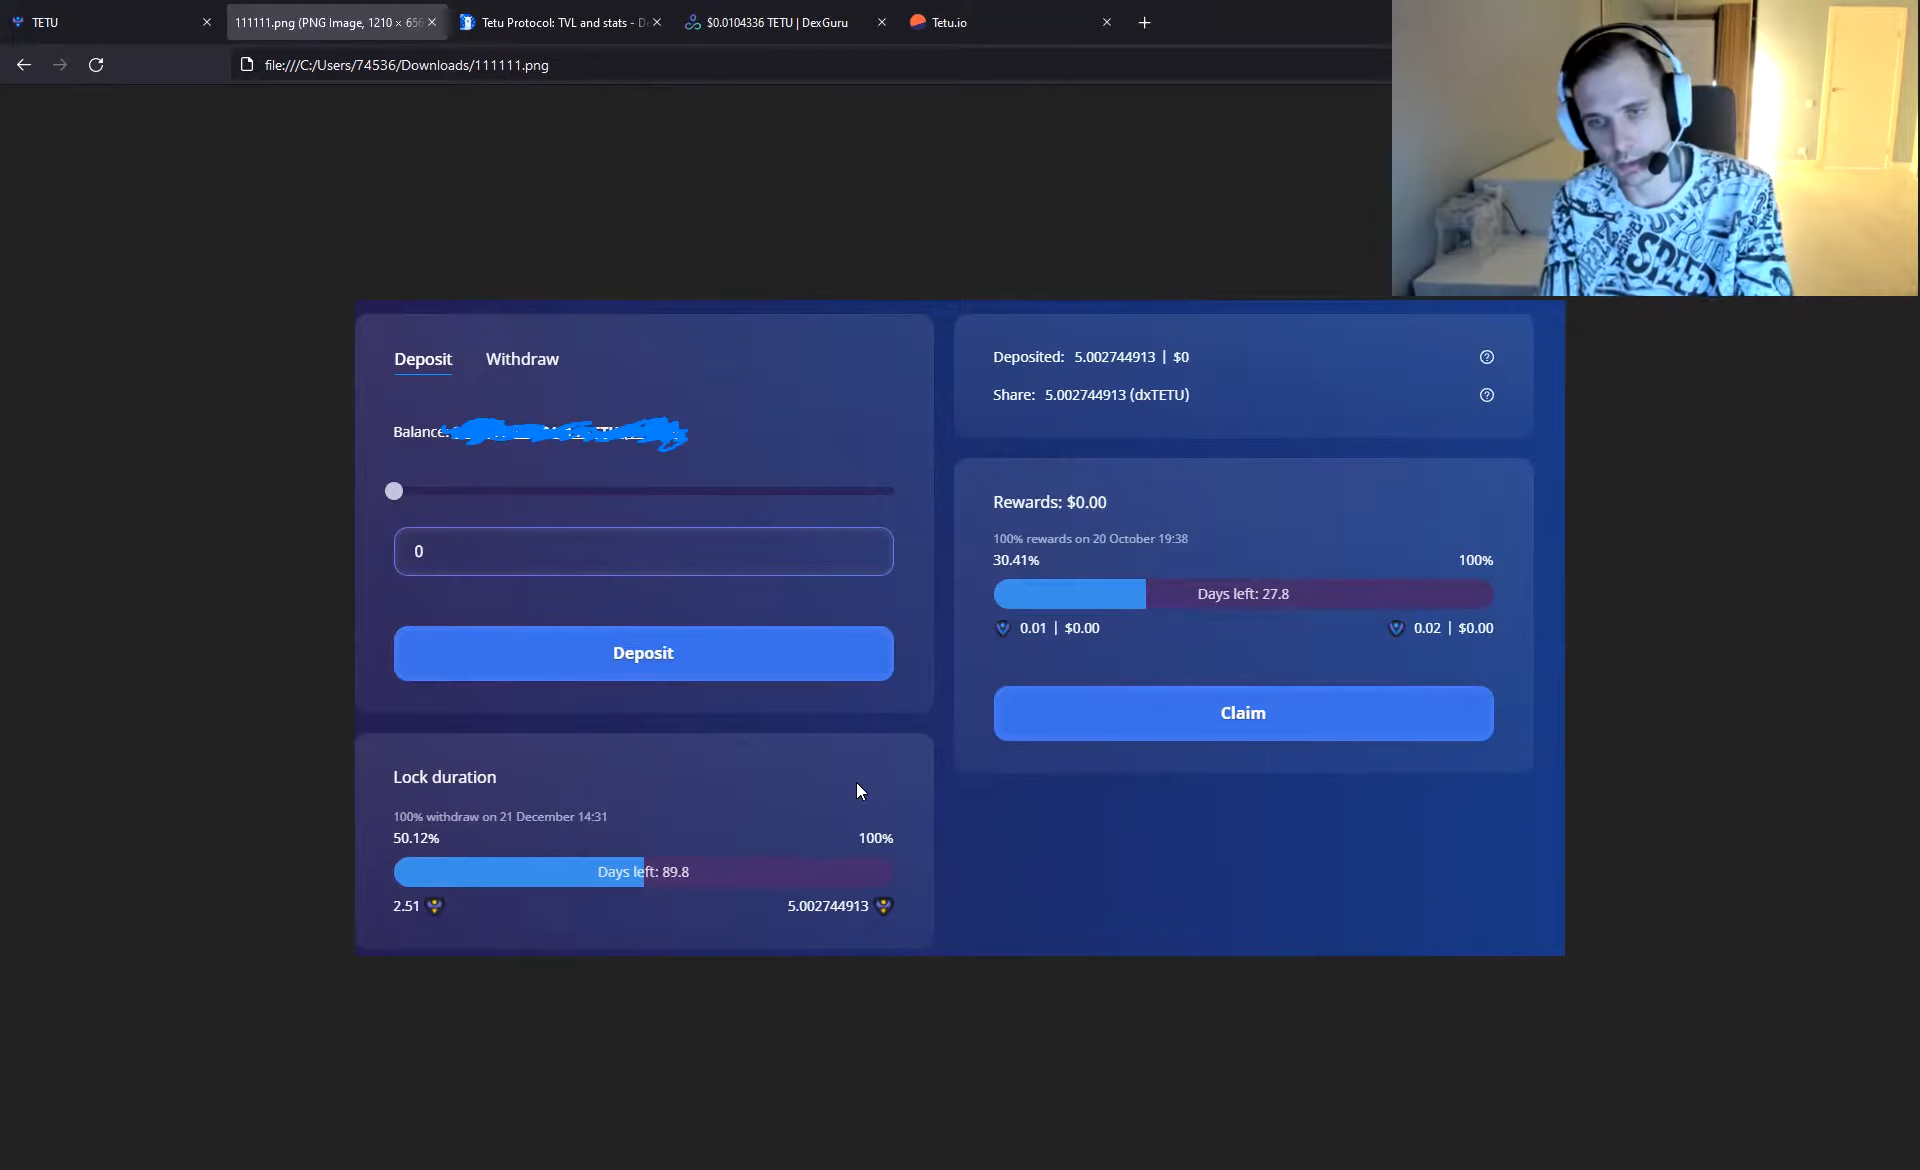 TETU
111111.png (PNG Image, 1210 × 656
Tetu Protocol: TVL and stats - De
$0.0104336 TETU | DexGuru
Tetu.io
file:///C:/Users/74536/Downloads/111111.png
Deposit Withdraw
Balance:
0
Deposit
Lock duration
100% withdraw on 21 December 14:31
50.12% 100%
Days left: 89.8
2.51 5.002744913
Deposited: 5.002744913 | $0
Share: 5.002744913 (dxTETU)
Rewards: $0.00
100% rewards on 20 October 19:38
30.41% 100%
Days left: 27.8
0.01 | $0.00 0.02 | $0.00
Claim
SPEED